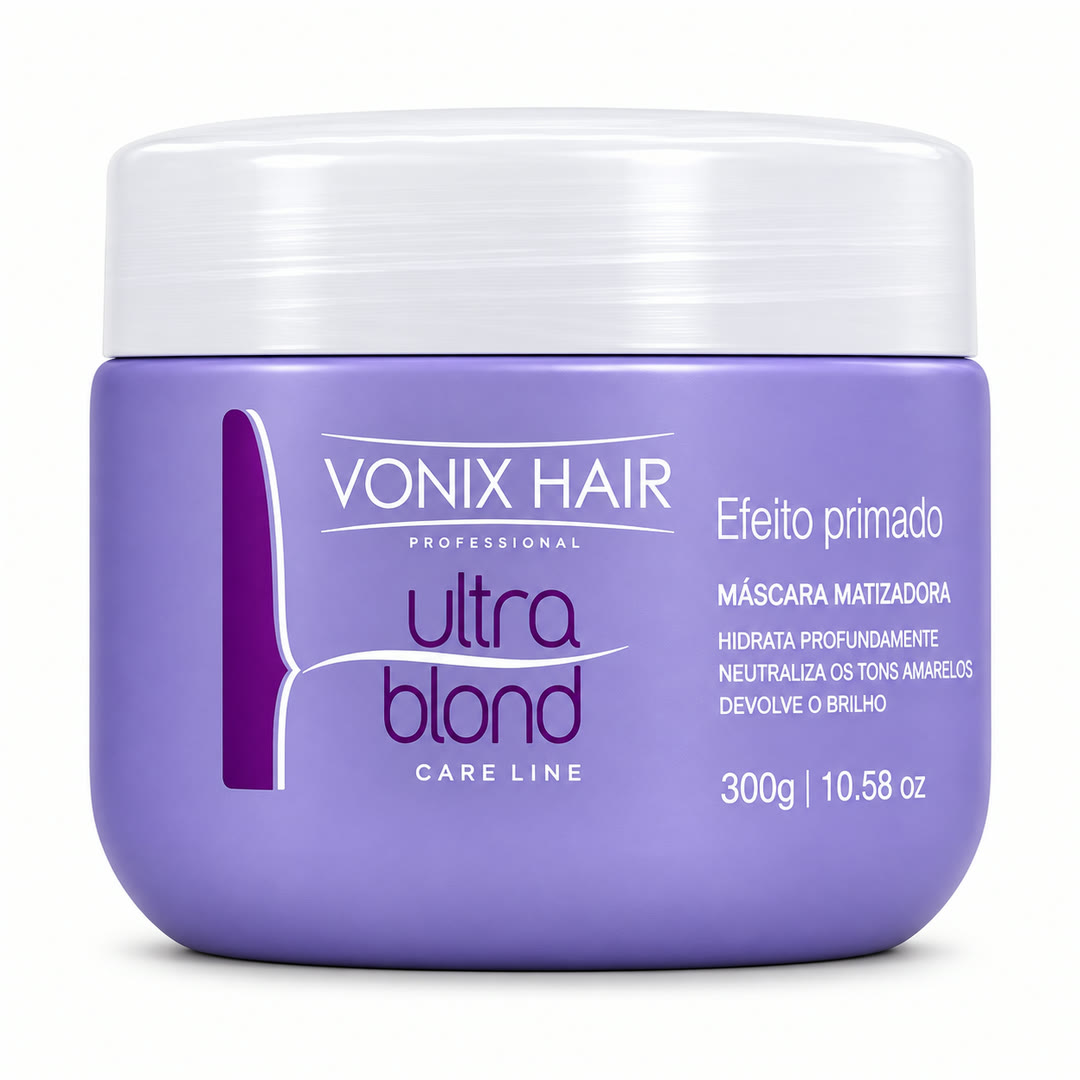 VONIX HAIR
PROFESSIONAL
ultra
blond
CARE LINE
Efeito primado
MÁSCARA MATIZADORA
HIDRATA PROFUNDAMENTE
NEUTRALIZA OS TONS AMARELOS
DEVOLVE O BRILHO
300g | 10.58 oz